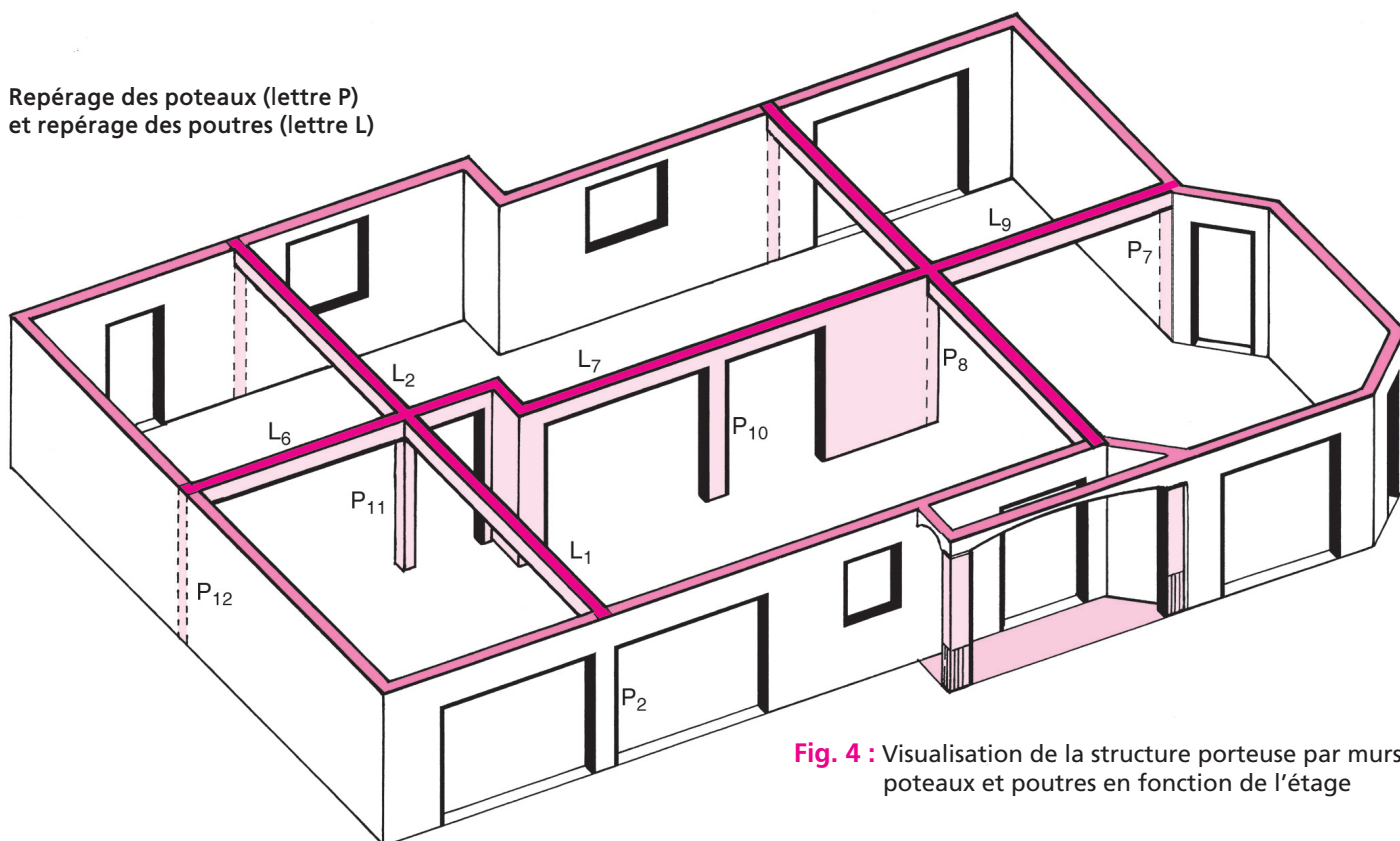 Repérage des poteaux (lettre P)
et repérage des poutres (lettre L)
L9
P7
L7
P8
L2
P10
L6
P11
L1
P12
P2
Fig. 4 : Visualisation de la structure porteuse par murs
poteaux et poutres en fonction de l'étage